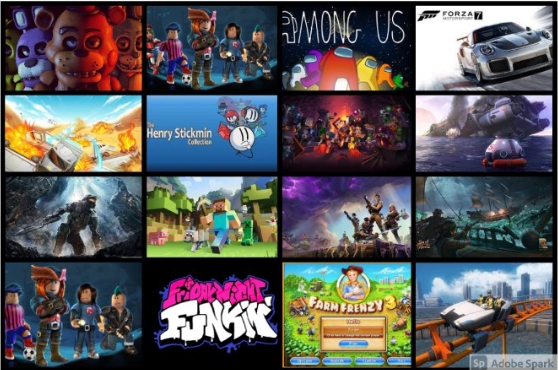 AMONG US
FORZA
MOTORSPORT 7
The
Henry Stickmin
Collection
FRIDAY NIGHT
FUNKIN'
FARM FRENZY 3
Sp Adobe Spark